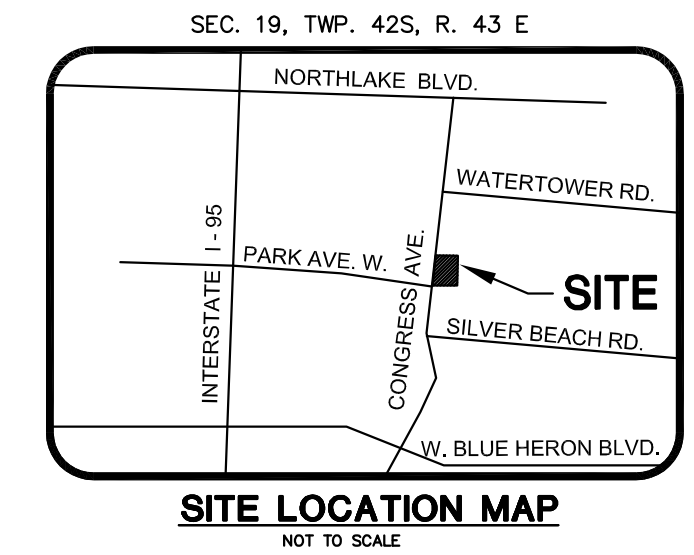 SEC. 19, TWP. 42S, R. 43 E
NORTHLAKE BLVD.
WATERTOWER RD.
INTERSTATE I - 95
PARK AVE. W.
CONGRESS AVE.
SITE
SILVER BEACH RD.
W. BLUE HERON BLVD.
SITE LOCATION MAP
NOT TO SCALE